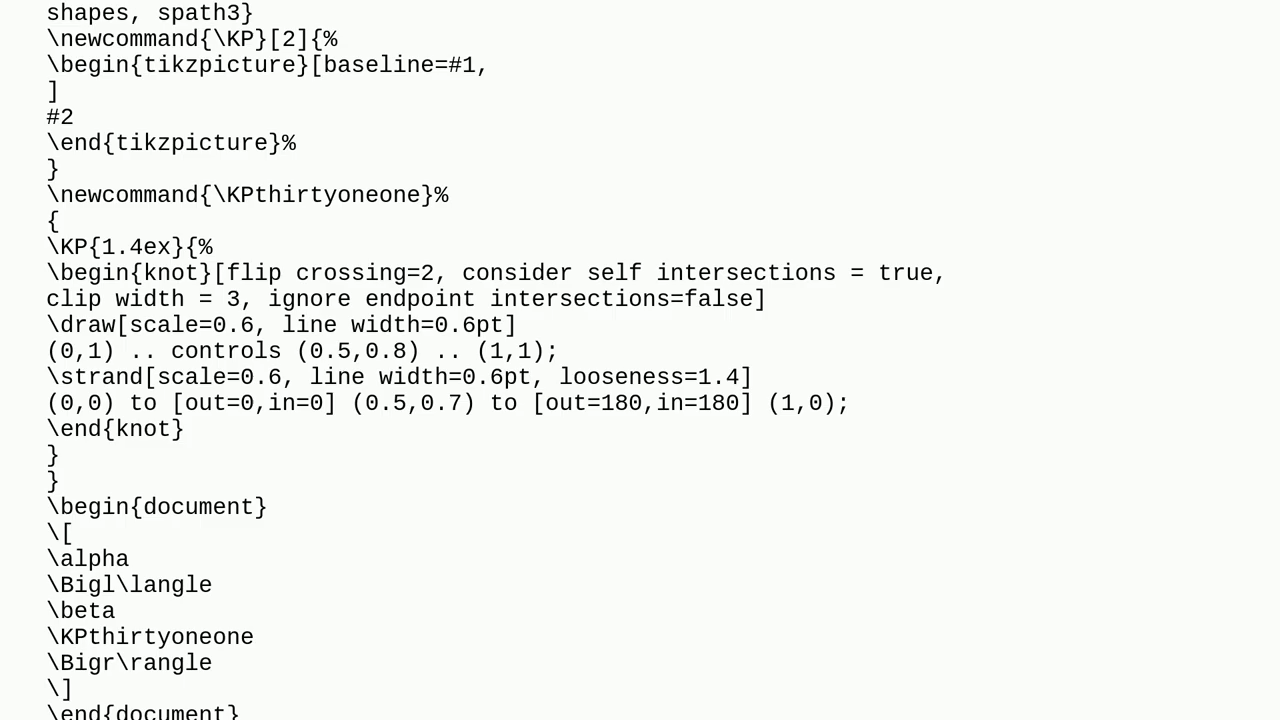 shapes, spath3}
\newcommand{\KP}[2]{%
\begin{tikzpicture}[baseline=#1,
]
#2
\end{tikzpicture}%
}
\newcommand{\KPthirtyoneone}%
{
\KP{1.4ex}{%
\begin{knot}[flip crossing=2, consider self intersections = true,
clip width = 3, ignore endpoint intersections=false]
\draw[scale=0.6, line width=0.6pt]
(0,1) .. controls (0.5,0.8) .. (1,1);
\strand[scale=0.6, line width=0.6pt, looseness=1.4]
(0,0) to [out=0,in=0] (0.5,0.7) to [out=180,in=180] (1,0);
\end{knot}
}
}
\begin{document}
\[
\alpha
\Bigl\langle
\beta
\KPthirtyoneone
\Bigr\rangle
\]
\end{document}